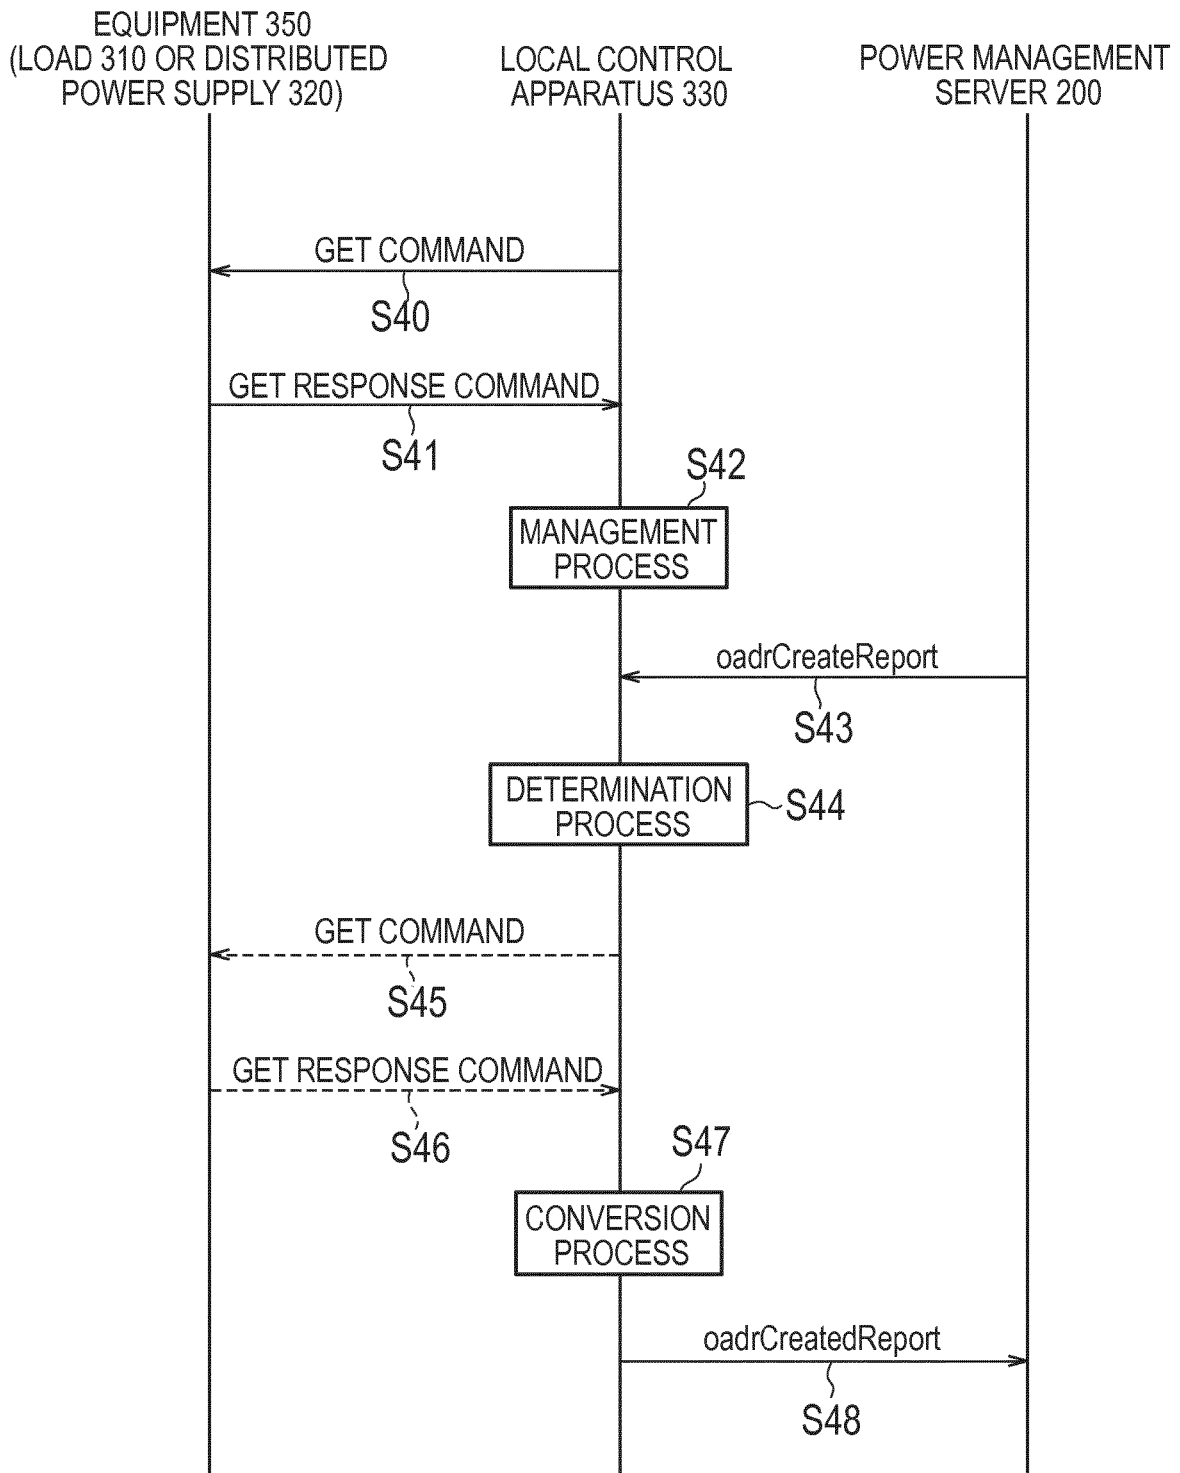 EQUIPMENT 350
(LOAD 310 OR DISTRIBUTED
POWER SUPPLY 320)
LOCAL CONTROL
APPARATUS 330
POWER MANAGEMENT
SERVER 200
GET COMMAND
S40
GET RESPONSE COMMAND
S41
S42
MANAGEMENT
PROCESS
oadrCreateReport
S43
DETERMINATION
PROCESS
S44
GET COMMAND
S45
GET RESPONSE COMMAND
S46
S47
CONVERSION
PROCESS
oadrCreatedReport
S48